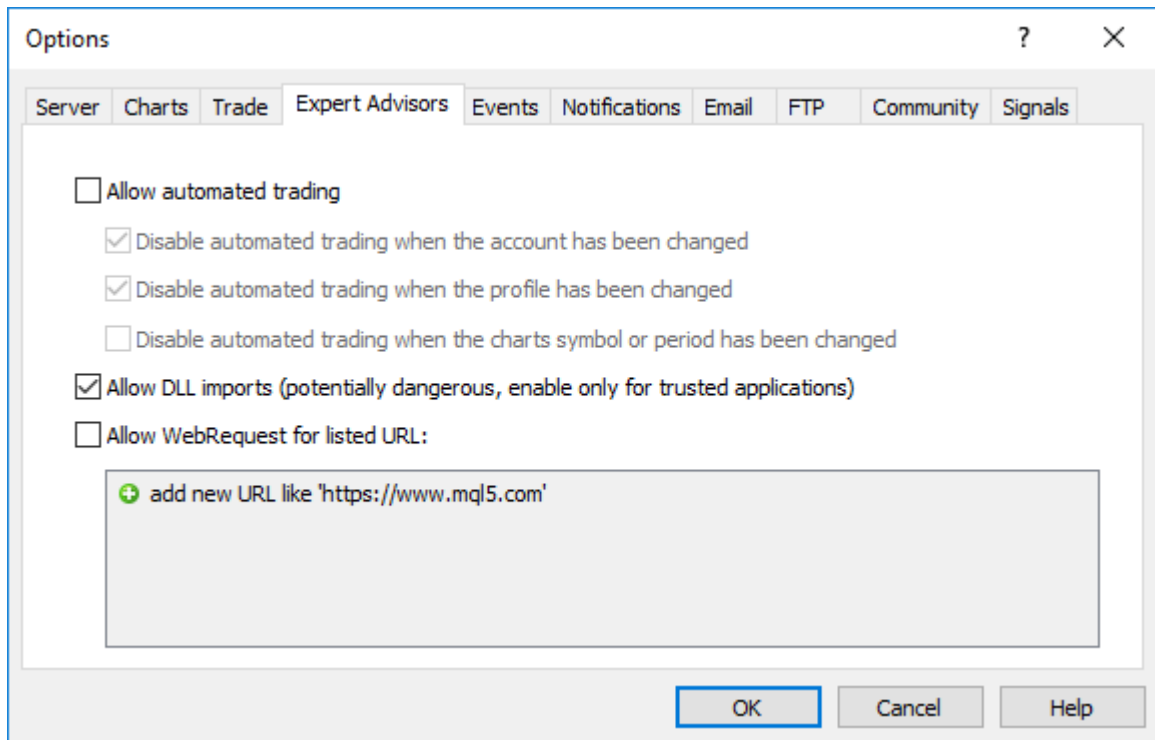 Options
Server Charts Trade Expert Advisors Events Notifications Email FTP Community Signals
Allow automated trading
Disable automated trading when the account has been changed
Disable automated trading when the profile has been changed
Disable automated trading when the charts symbol or period has been changed
Allow DLL imports (potentially dangerous, enable only for trusted applications)
Allow WebRequest for listed URL:
add new URL like 'https://www.mql5.com'
OK Cancel Help